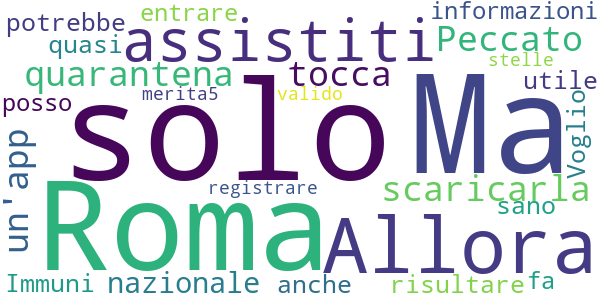 potrebbe entrare informazioni
quasi assistiti Peccato
stelle
quarantena tocca utile
posso merita5 valido
solo Ma
Voglio
un'app
registrare scaricarla
Roma sano
Allora
Immuni nazionale anche risultare fa